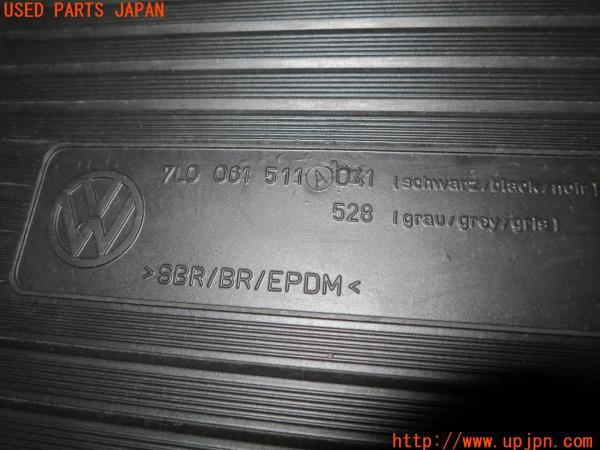 USED PARTS JAPAN
7L0 061 511 A 041 (schwarz/black/noir)
528 (grau/grey/gris)
>SBR/BR/EPDM<
http://www.upjpn.com/